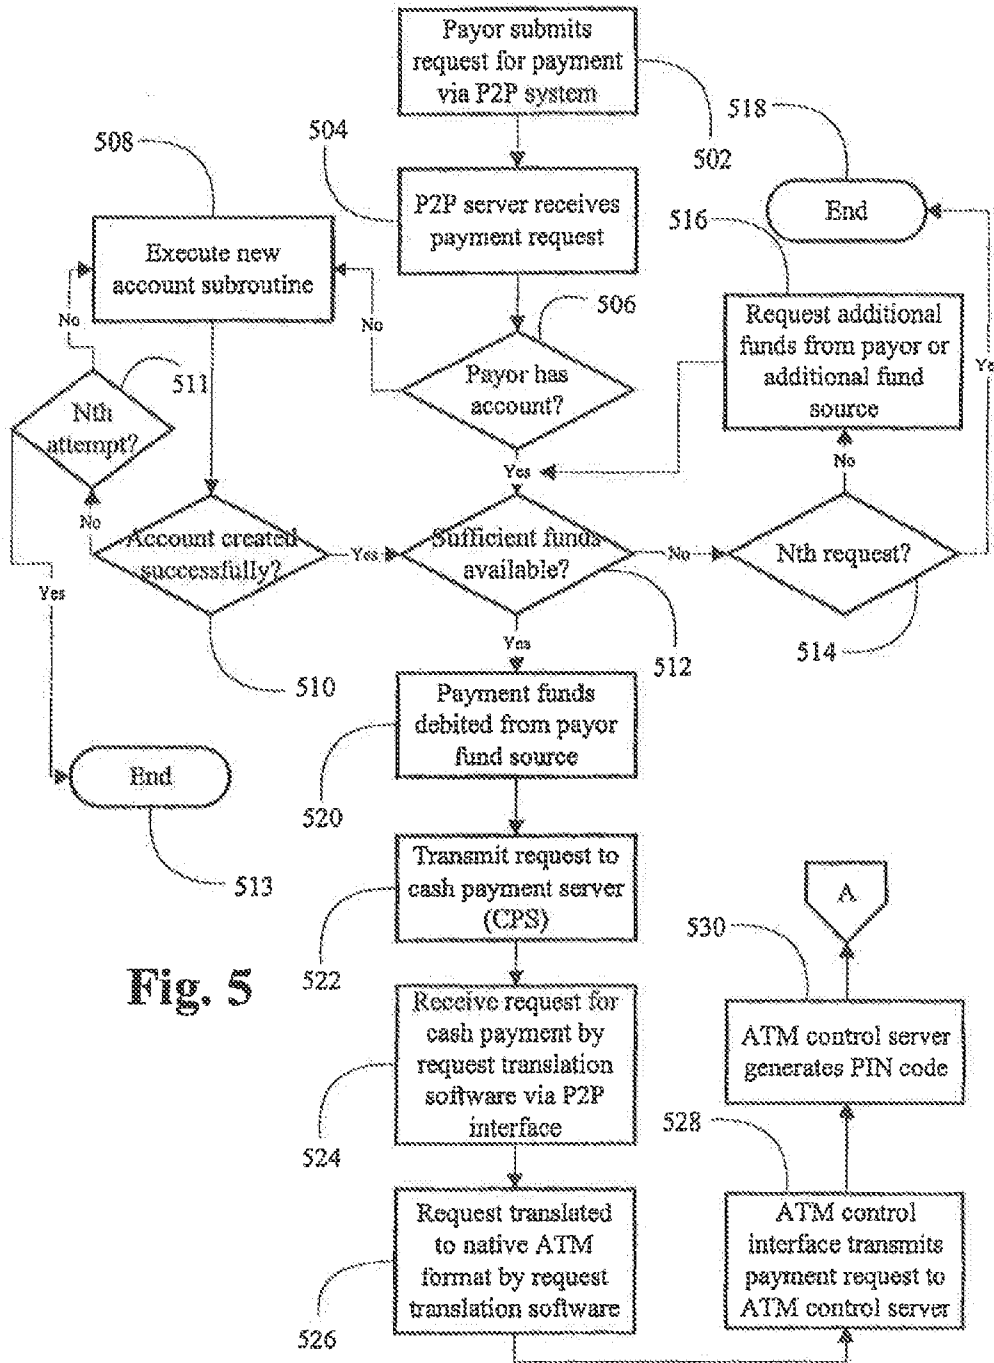 Payor submits
request for payment
via P2P system
502
504
P2P server receives
payment request
508
Execute new
account subroutine
518
End
516
Request additional
funds from payor or
additional fund
source
506
Payor has
account?
No
No
511
Nth
attempt?
Yes
No
Ye
No
Account created
successfully?
Yes
Sufficient funds
available?
No
Nth request?
Yes
510
Yes
512
514
Payment funds
debited from payor
fund source
520
End
513
Transmit request to
cash payment server
(CPS)
522
A
530
Fig. 5
Receive request for
cash payment by
request translation
software via P2P
interface
524
ATM control server
generates PIN code
528
Request translated
to native ATM
format by request
translation software
526
ATM control
interface transmits
payment request to
ATM control server